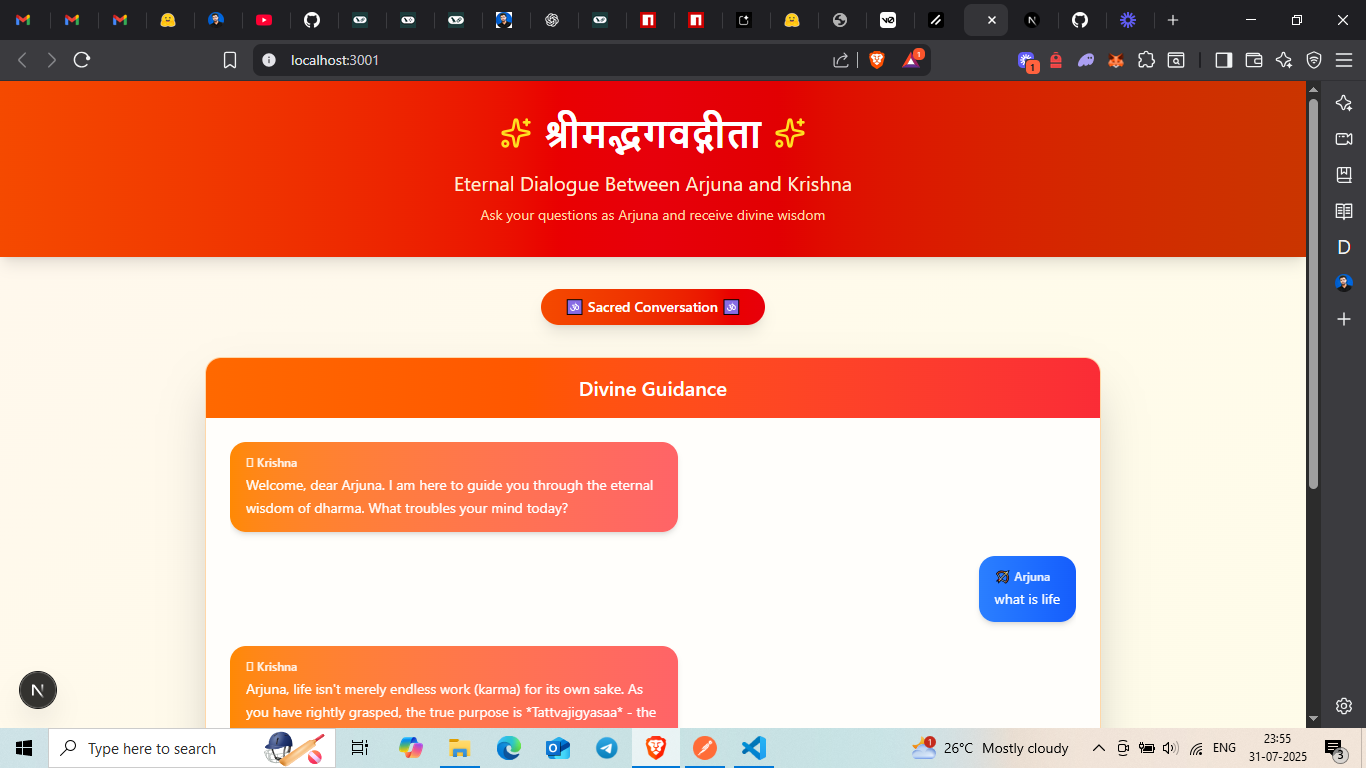 localhost:3001
1
1
श्रीमद्भगवद्गीता
Eternal Dialogue Between Arjuna and Krishna
Ask your questions as Arjuna and receive divine wisdom
🕉 Sacred Conversation 🕉
Divine Guidance
Krishna
Welcome, dear Arjuna. I am here to guide you through the eternal
wisdom of dharma. What troubles your mind today?
🏹 Arjuna
what is life
Krishna
Arjuna, life isn't merely endless work (karma) for its own sake. As
you have rightly grasped, the true purpose is *Tattvajigyasaa* - the
N
D
Type here to search
1
26°C Mostly cloudy
ENG
23:55
31-07-2025
3